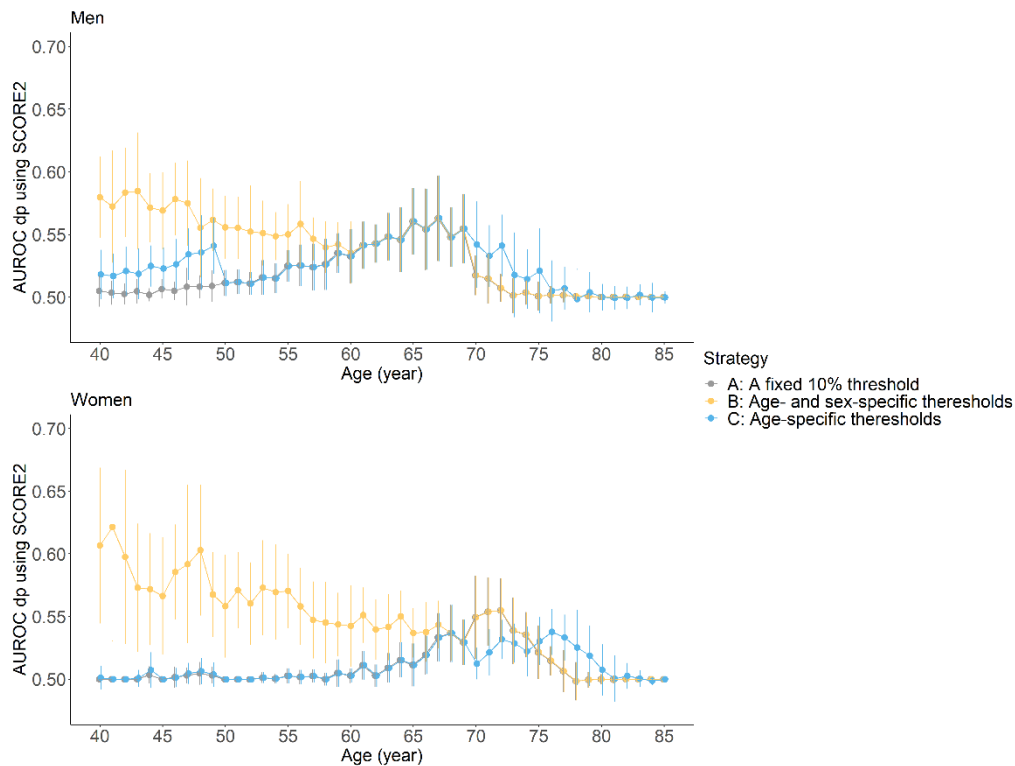 Men
0.70
0.65
0.60
0.55
0.50
AUROC dp using SCORE2
40 45 50 55 60 65 70 75 80 85
Age (year)
Strategy
A: A fixed 10% threshold
B: Age- and sex-specific theresholds
C: Age-specific theresholds
Women
0.70
0.65
0.60
0.55
0.50
AUROC dp using SCORE2
40 45 50 55 60 65 70 75 80 85
Age (year)